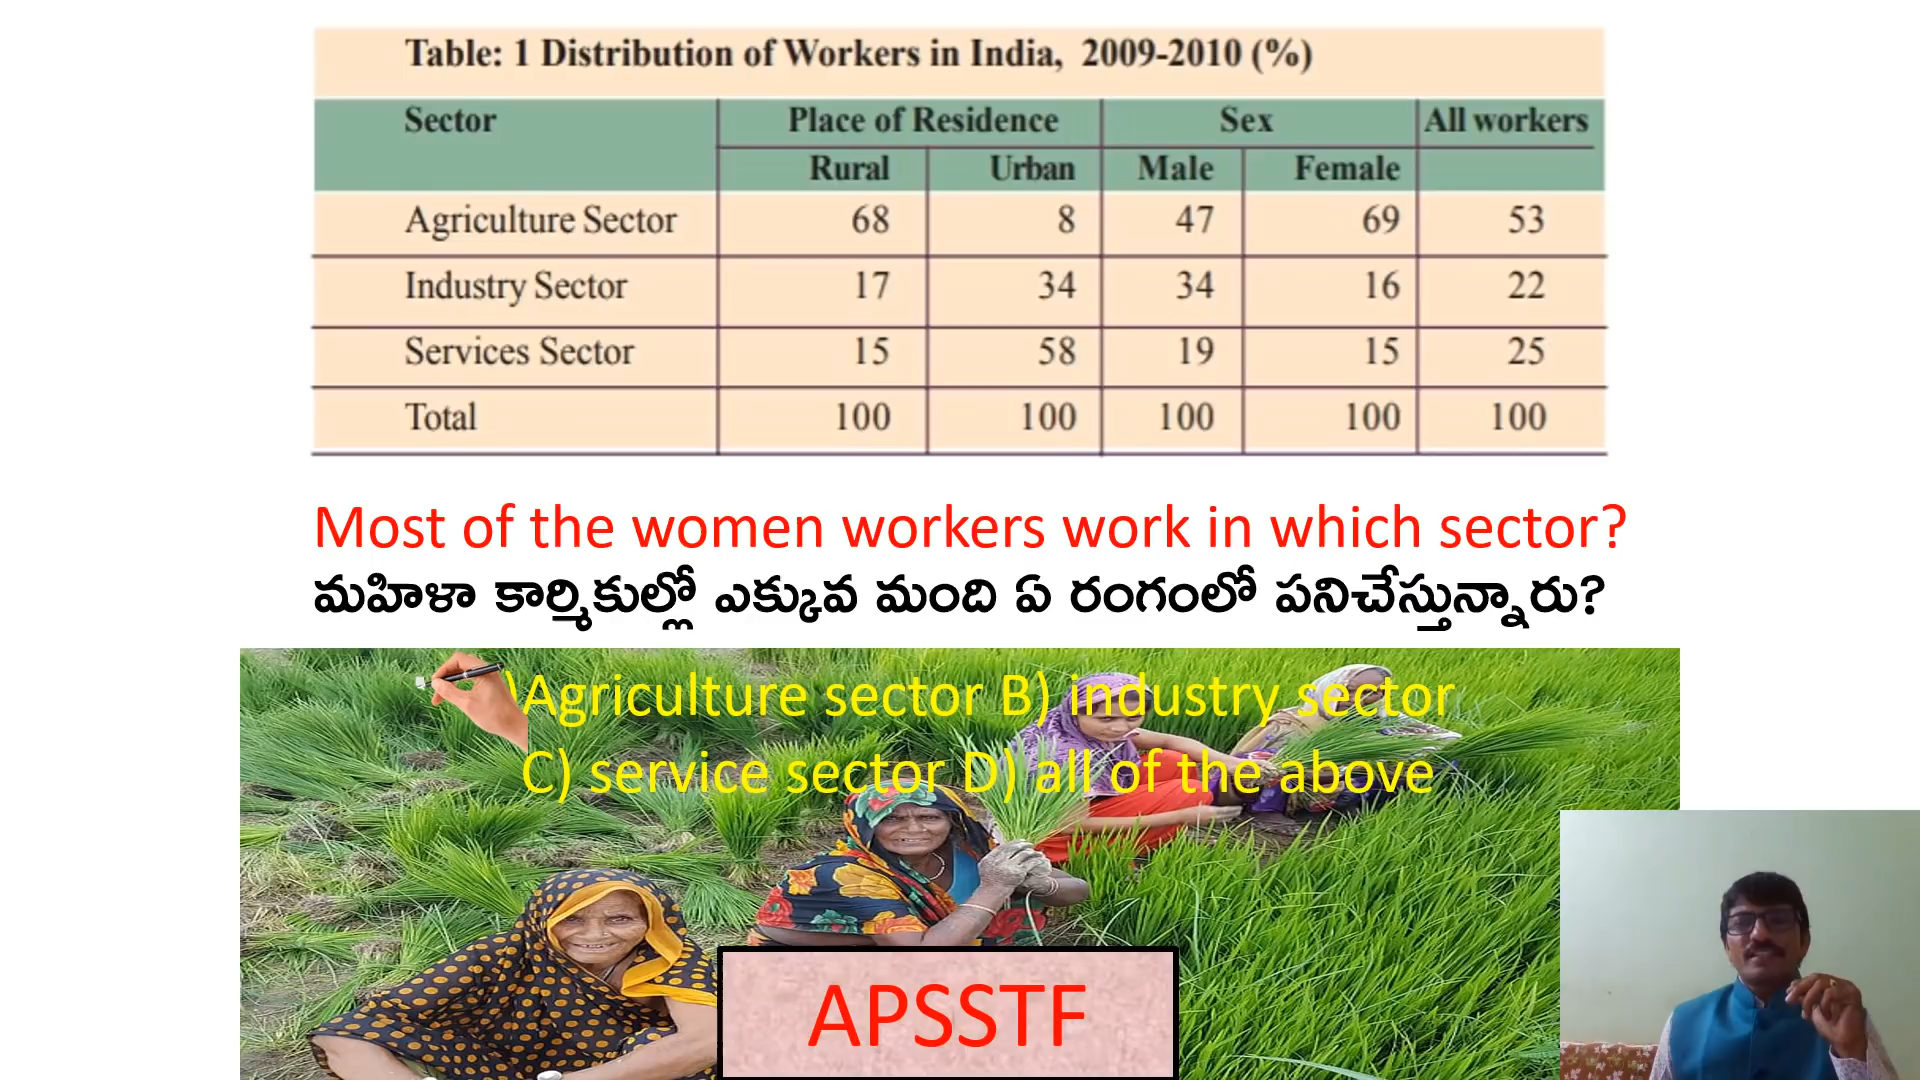 Table: 1 Distribution of Workers in India, 2009-2010 (%)
Sector Place of Residence Sex All workers
Rural Urban Male Female
Agriculture Sector 68 8 47 69 53
Industry Sector 17 34 34 16 22
Services Sector 15 58 19 15 25
Total 100 100 100 100 100
Most of the women workers work in which sector?
మహిళా కార్మికుల్లో ఎక్కువ మంది ఏ రంగంలో పనిచేస్తున్నారు?
)Agriculture sector B) industry sector
C) service sector D) all of the above
APSSTF